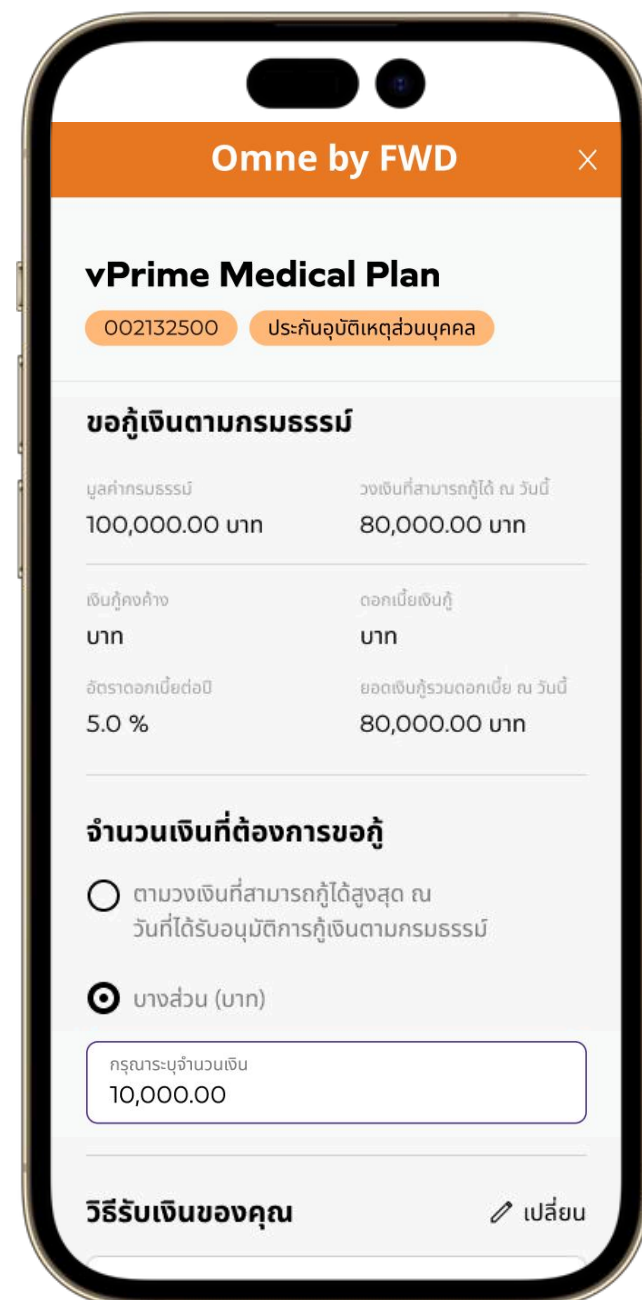 Omne by FWD
vPrime Medical Plan
002132500 ประกันอุบัติเหตุส่วนบุคคล
ขอกู้เงินตามกรมธรรม์
มูลค่ากรมธรรม์ วงเงินที่สามารถกู้ได้ ณ วันนี้
100,000.00 บาท 80,000.00 บาท
เงินกู้คงค้าง ดอกเบี้ยเงินกู้
บาท บาท
อัตราดอกเบี้ยต่อปี ยอดเงินกู้รวมดอกเบี้ย ณ วันนี้
5.0 % 80,000.00 บาท
จำนวนเงินที่ต้องการขอกู้
ตามวงเงินที่สามารถกู้ได้สูงสุด ณ
วันที่ได้รับอนุมัติการกู้เงินตามกรมธรรม์
บางส่วน (บาท)
กรุณาระบุจำนวนเงิน
10,000.00
วิธีรับเงินของคุณ เปลี่ยน